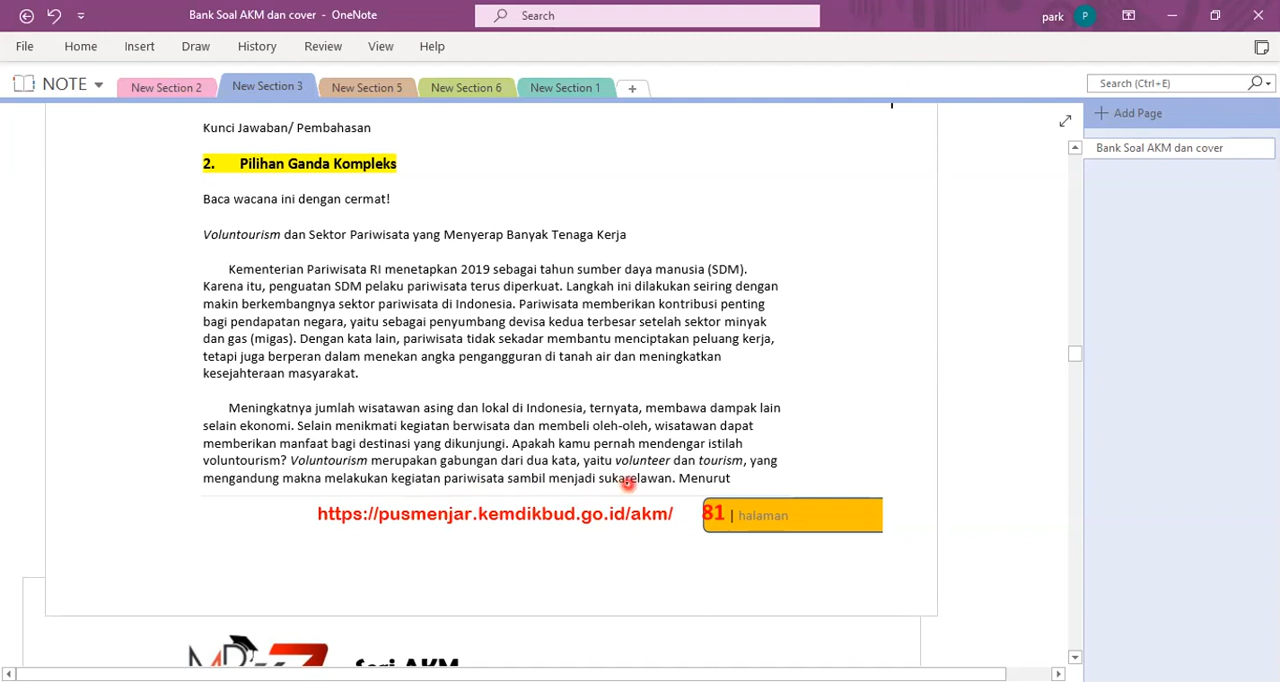 Bank Soal AKM dan cover - OneNote
Search
park
P
File Home Insert Draw History Review View Help
NOTE
New Section 2
New Section 3
New Section 5
New Section 6
New Section 1
Search (Ctrl+E)
Add Page
Bank Soal AKM dan cover
Kunci Jawaban/ Pembahasan
2. Pilihan Ganda Kompleks
Baca wacana ini dengan cermat!
Voluntourism dan Sektor Pariwisata yang Menyerap Banyak Tenaga Kerja
Kementerian Pariwisata RI menetapkan 2019 sebagai tahun sumber daya manusia (SDM).
Karena itu, penguatan SDM pelaku pariwisata terus diperkuat. Langkah ini dilakukan seiring dengan
makin berkembangnya sektor pariwisata di Indonesia. Pariwisata memberikan kontribusi penting
bagi pendapatan negara, yaitu sebagai penyumbang devisa kedua terbesar setelah sektor minyak
dan gas (migas). Dengan kata lain, pariwisata tidak sekadar membantu menciptakan peluang kerja,
tetapi juga berperan dalam menekan angka pengangguran di tanah air dan meningkatkan
kesejahteraan masyarakat.
Meningkatnya jumlah wisatawan asing dan lokal di Indonesia, ternyata, membawa dampak lain
selain ekonomi. Selain menikmati kegiatan berwisata dan membeli oleh-oleh, wisatawan dapat
memberikan manfaat bagi destinasi yang dikunjungi. Apakah kamu pernah mendengar istilah
voluntourism? Voluntourism merupakan gabungan dari dua kata, yaitu volunteer dan tourism, yang
mengandung makna melakukan kegiatan pariwisata sambil menjadi sukarelawan. Menurut
https://pusmenjar.kemdikbud.go.id/akm/
81 | halaman